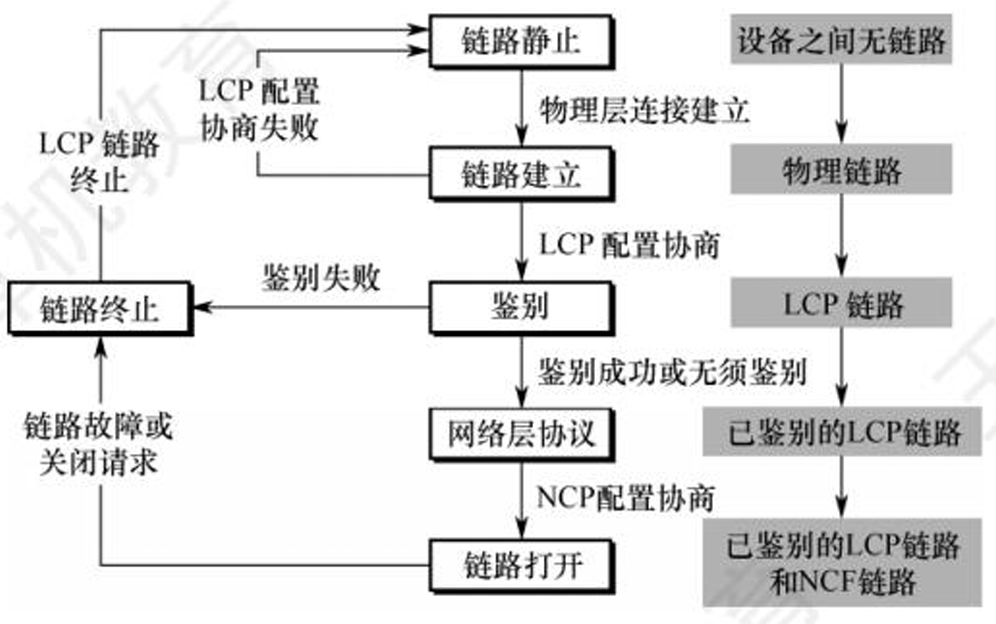 链路静止
设备之间无链路
LCP 配置
协商失败
物理层连接建立
LCP 链路
终止
链路建立
物理链路
LCP 配置协商
鉴别失败
链路终止
鉴别
LCP 链路
鉴别成功或无须鉴别
链路故障或
关闭请求
网络层协议
已鉴别的LCP链路
NCP配置协商
链路打开
已鉴别的LCP链路
和NCF链路
机教育